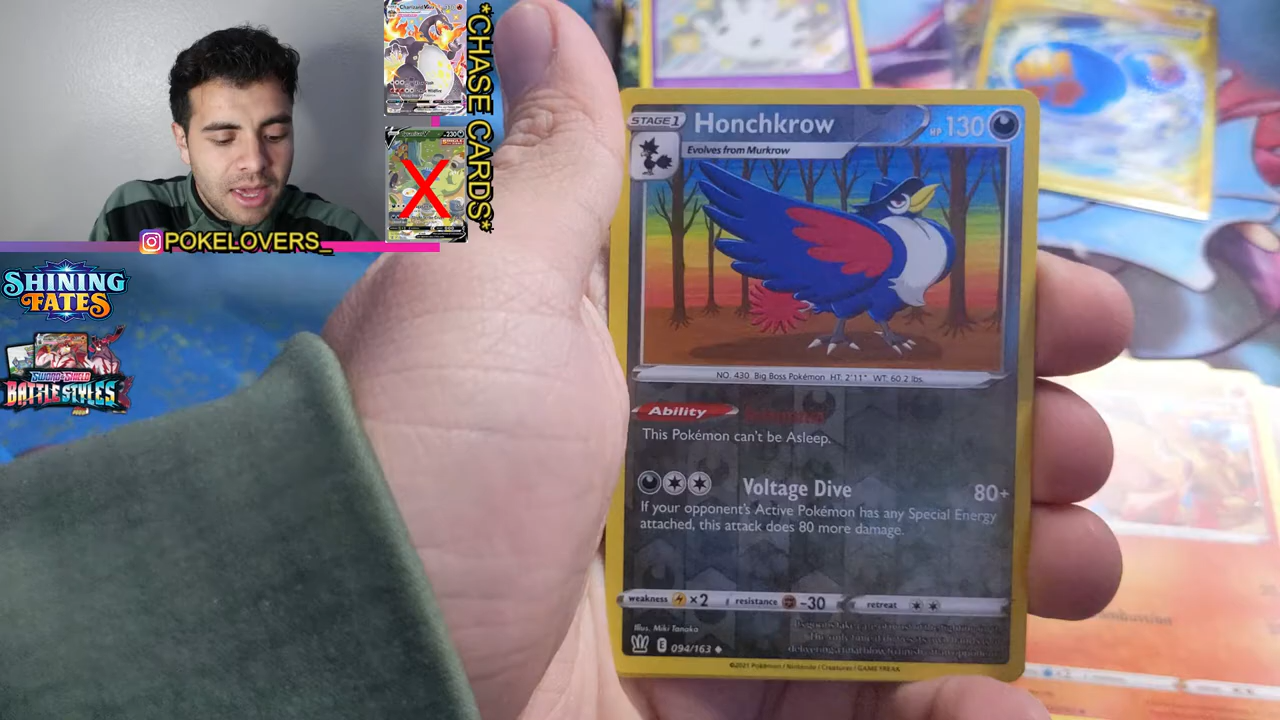 *CHASE CARDS*
POKELOVERS_
SHINING
FATES
SWORD & SHIELD
BATTLE STYLES
STAGE 1
Honchkrow
HP 130
Evolves from Murkrow
NO. 430 Big Boss Pokémon HT: 2'11" WT: 60.2 lbs.
Ability
This Pokémon can't be Asleep.
Voltage Dive 80+
If your opponent's Active Pokémon has any Special Energy
attached, this attack does 80 more damage.
weakness ×2 resistance -30 retreat
Illus. Miki Tanaka
E 094/163
©2021 Pokémon / Nintendo / Creatures / GAME FREAK